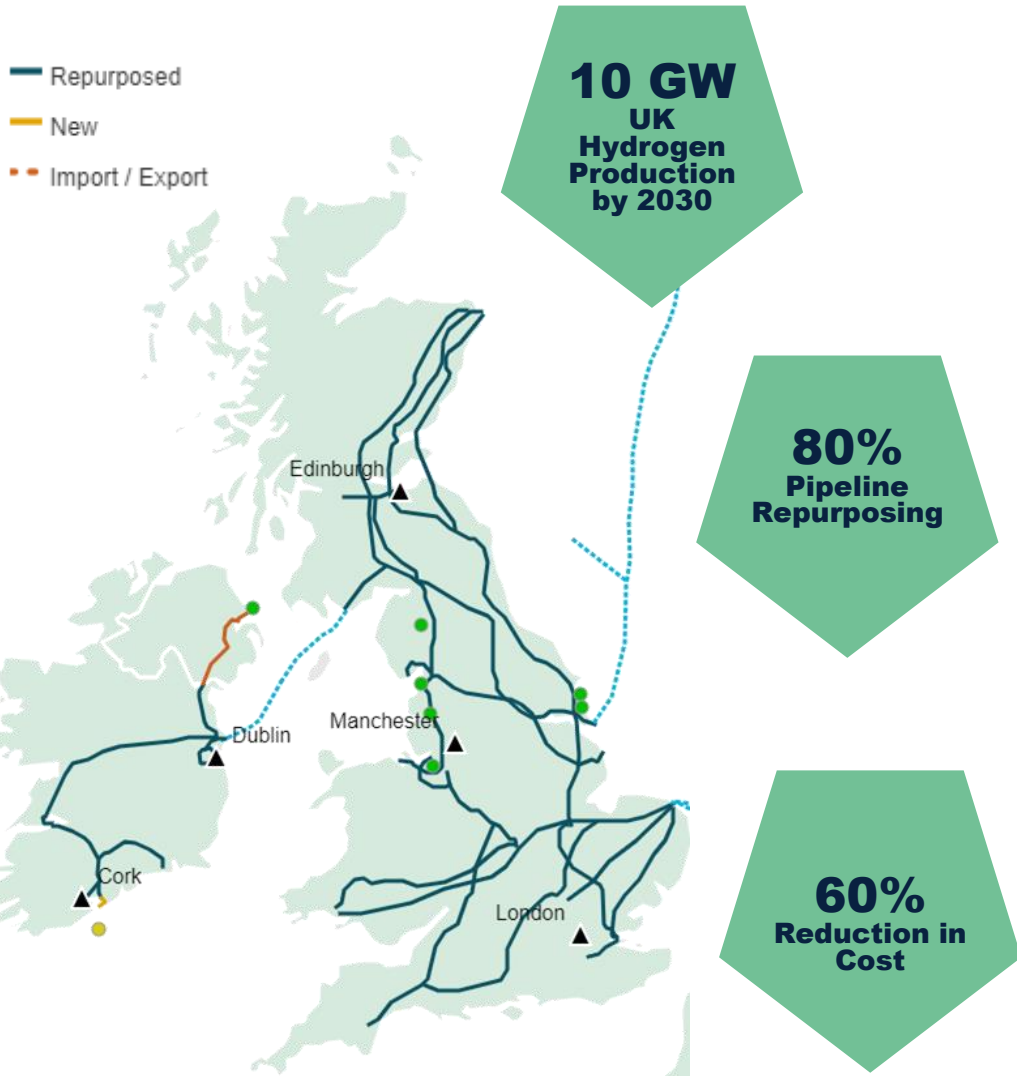 Repurposed
New
Import / Export
10 GW
UK
Hydrogen
Production
by 2030
80%
Pipeline
Repurposing
60%
Reduction in
Cost
Edinburgh
Dublin
Manchester
Cork
London